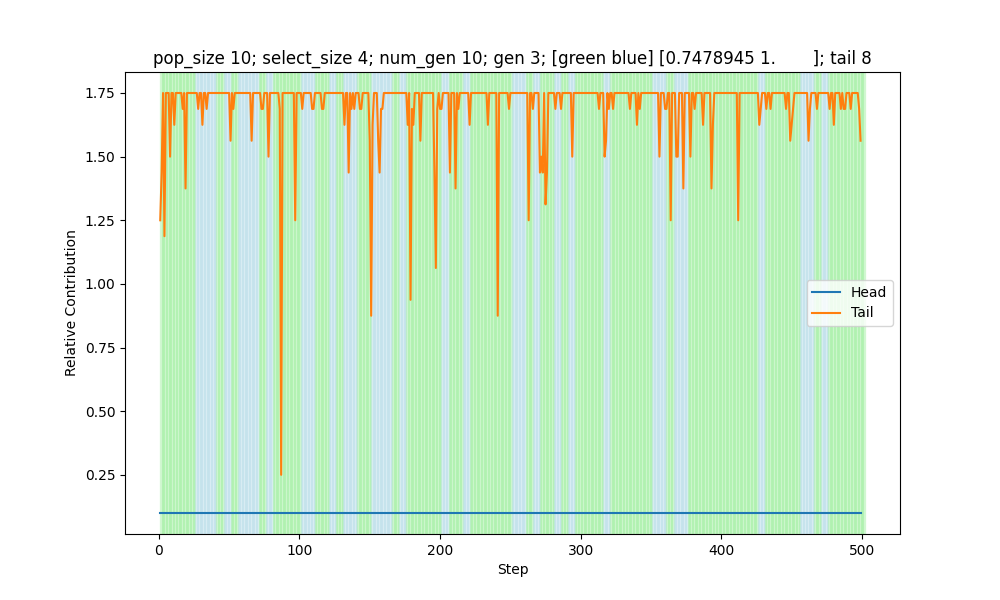 pop_size 10; select_size 4; num_gen 10; gen 3; [green blue] [0.7478945 1.        ]; tail 8
1.75
1.50
1.25
1.00
0.75
0.50
0.25
Relative Contribution
Head
Tail
0 100 200 300 400 500
Step